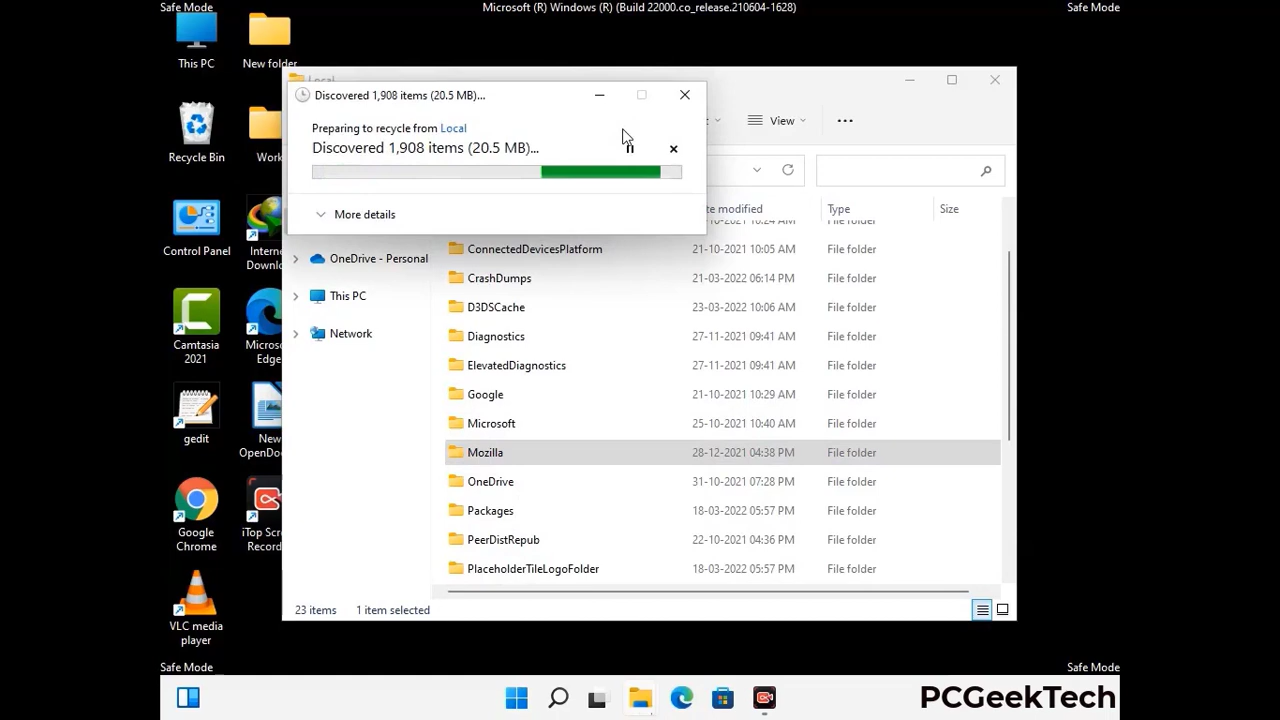 Safe Mode
Microsoft (R) Windows (R) (Build 22000.co_release.210604-1628)
Safe Mode
This PC
New folder
Recycle Bin
Work
Control Panel
Intern
Downlo
Camtasia
2021
Micros
Edge
gedit
New
OpenDoc
Google
Chrome
iTop Scr
Record
VLC media
player
Local
Discovered 1,908 items (20.5 MB)...
Preparing to recycle from Local
Discovered 1,908 items (20.5 MB)...
More details
View
te modified
Type
Size
OneDrive - Personal
This PC
Network
File folder
ConnectedDevicesPlatform 21-10-2021 10:05 AM File folder
CrashDumps 21-03-2022 06:14 PM File folder
D3DSCache 23-03-2022 10:06 AM File folder
Diagnostics 27-11-2021 09:41 AM File folder
ElevatedDiagnostics 27-11-2021 09:41 AM File folder
Google 21-10-2021 10:29 AM File folder
Microsoft 25-10-2021 10:40 AM File folder
Mozilla 28-12-2021 04:38 PM File folder
OneDrive 31-10-2021 07:28 PM File folder
Packages 18-03-2022 05:57 PM File folder
PeerDistRepub 22-10-2021 04:36 PM File folder
PlaceholderTileLogoFolder 18-03-2022 05:57 PM File folder
23 items
1 item selected
Safe Mode
Safe Mode
PCGeekTech